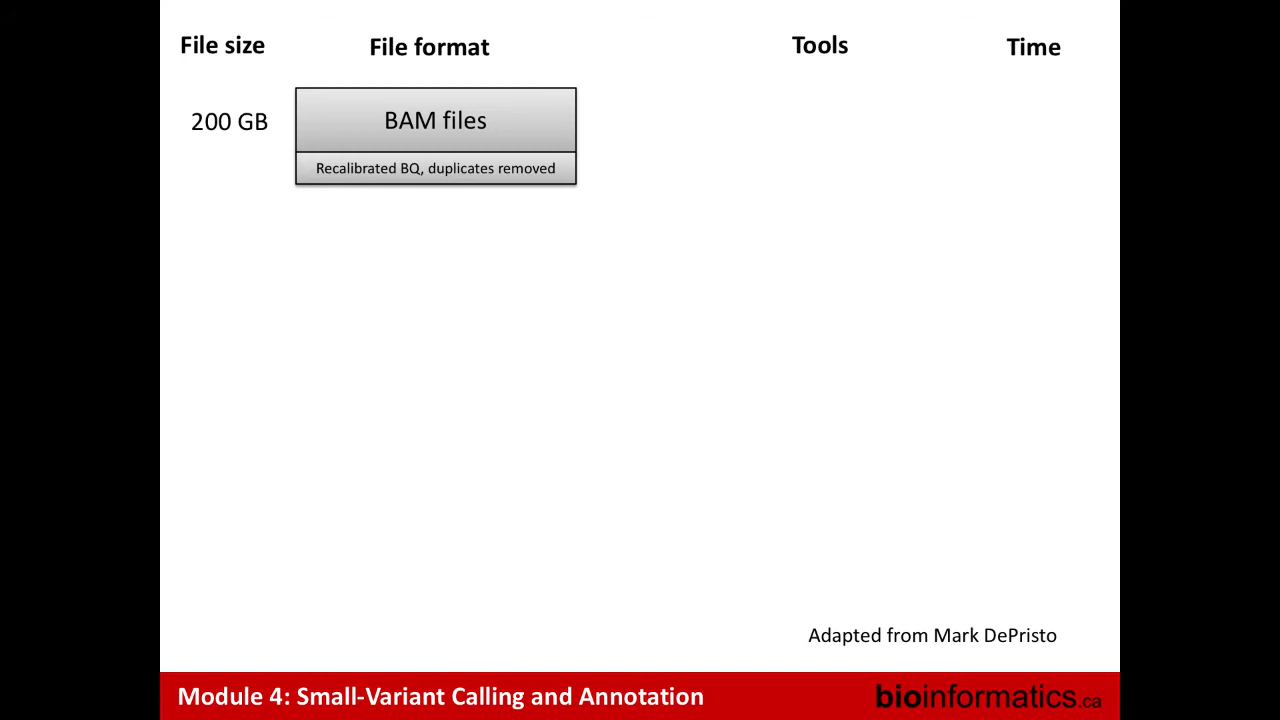 File size File format Tools Time
200 GB BAM files
Recalibrated BQ, duplicates removed
Adapted from Mark DePristo
Module 4: Small-Variant Calling and Annotation bioinformatics.ca